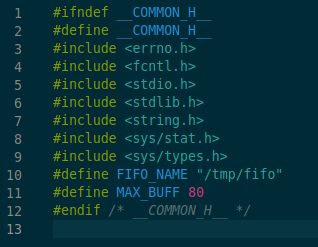 1 #ifndef __COMMON_H__
2 #define __COMMON_H__
3 #include <errno.h>
4 #include <fcntl.h>
5 #include <stdio.h>
6 #include <stdlib.h>
7 #include <string.h>
8 #include <sys/stat.h>
9 #include <sys/types.h>
10 #define FIFO_NAME "/tmp/fifo"
11 #define MAX_BUFF 80
12 #endif /* __COMMON_H__ */
13